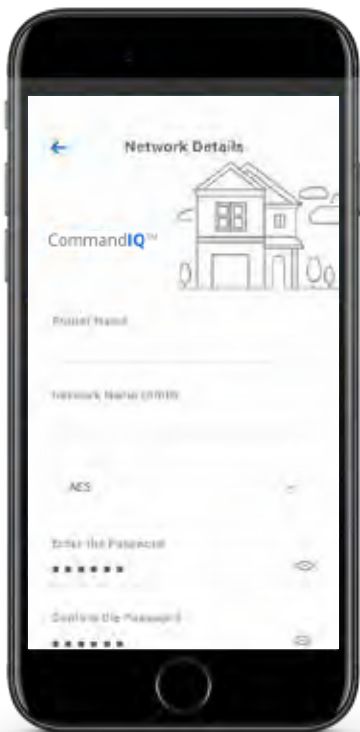 Network Details
CommandIQ™
Router Name
Network Name (SSID)
AES
Enter the Password
Confirm the Password